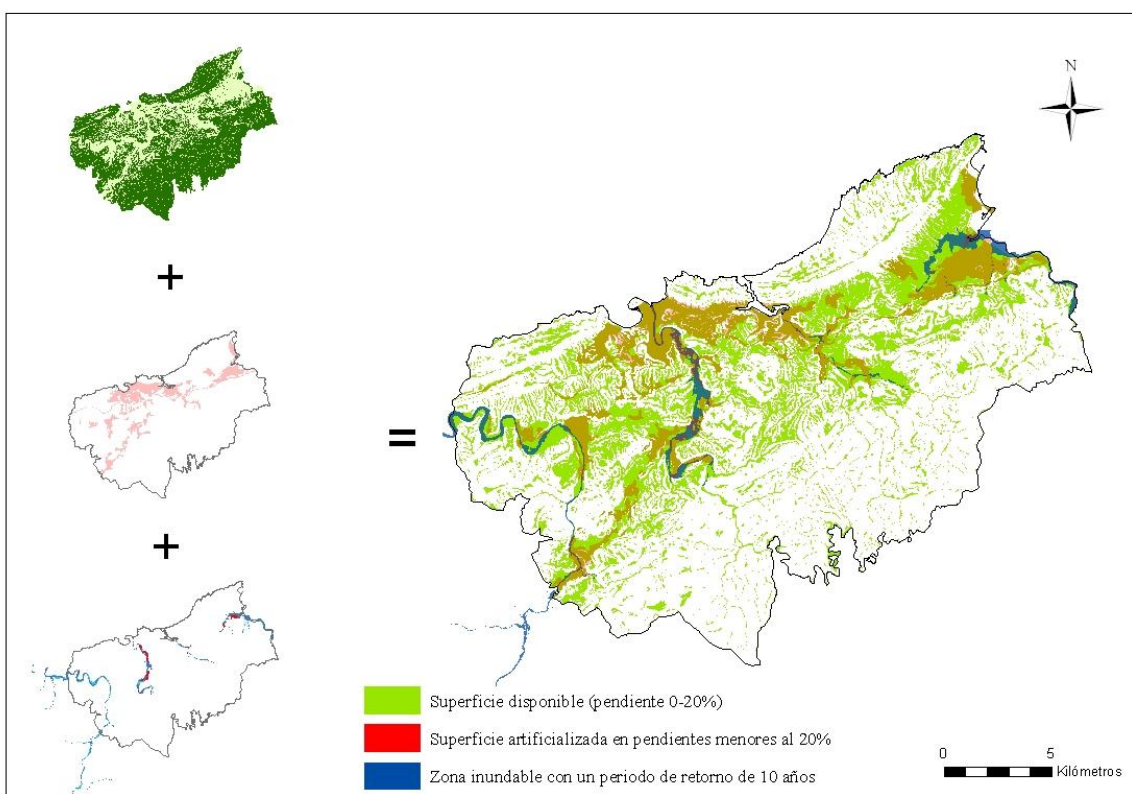 N
+
+
=
Superficie disponible (pendiente 0-20%)
Superficie artificializada en pendientes menores al 20%
Zona inundable con un periodo de retorno de 10 años
0 5
Kilómetros